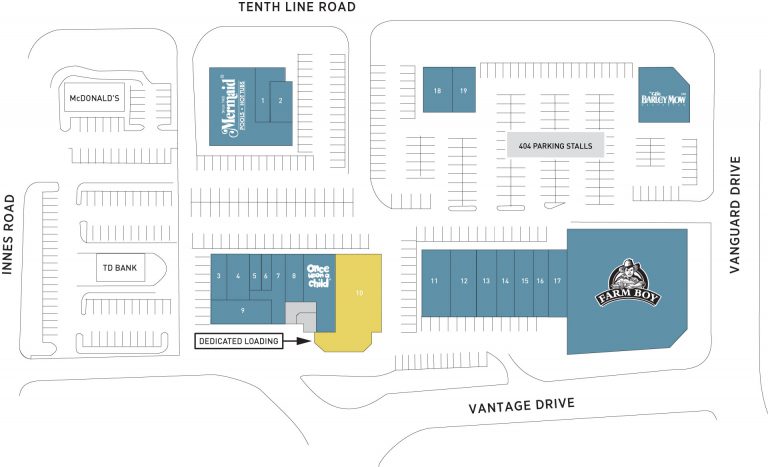 TENTH LINE ROAD
McDONALD'S
Mermaid
POOLS • HOT TUBS
1
2
18
19
THE
BARLEY MOW
404 PARKING STALLS
INNES ROAD
VANGUARD DRIVE
TD BANK
3
4
5
6
7
8
Once
upon a
child
10
9
11
12
13
14
15
16
17
FARM BOY
DEDICATED LOADING
VANTAGE DRIVE